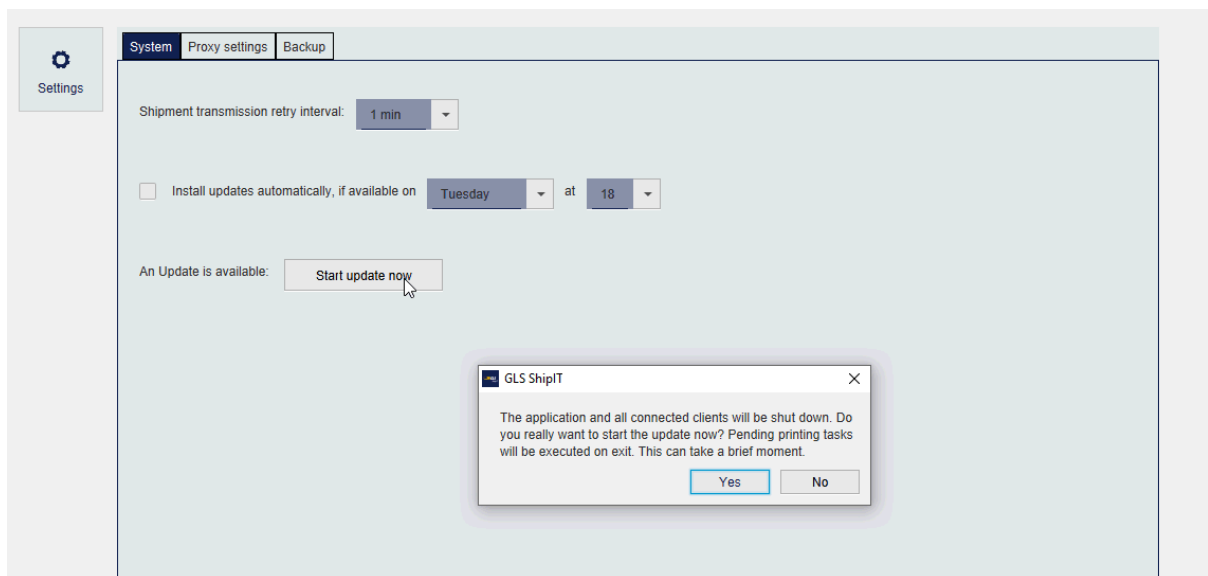 System Proxy settings Backup
Settings
Shipment transmission retry interval: 1 min
Install updates automatically, if available on Tuesday at 18
An Update is available: Start update now
GLS ShipIT
The application and all connected clients will be shut down. Do
you really want to start the update now? Pending printing tasks
will be executed on exit. This can take a brief moment.
Yes No